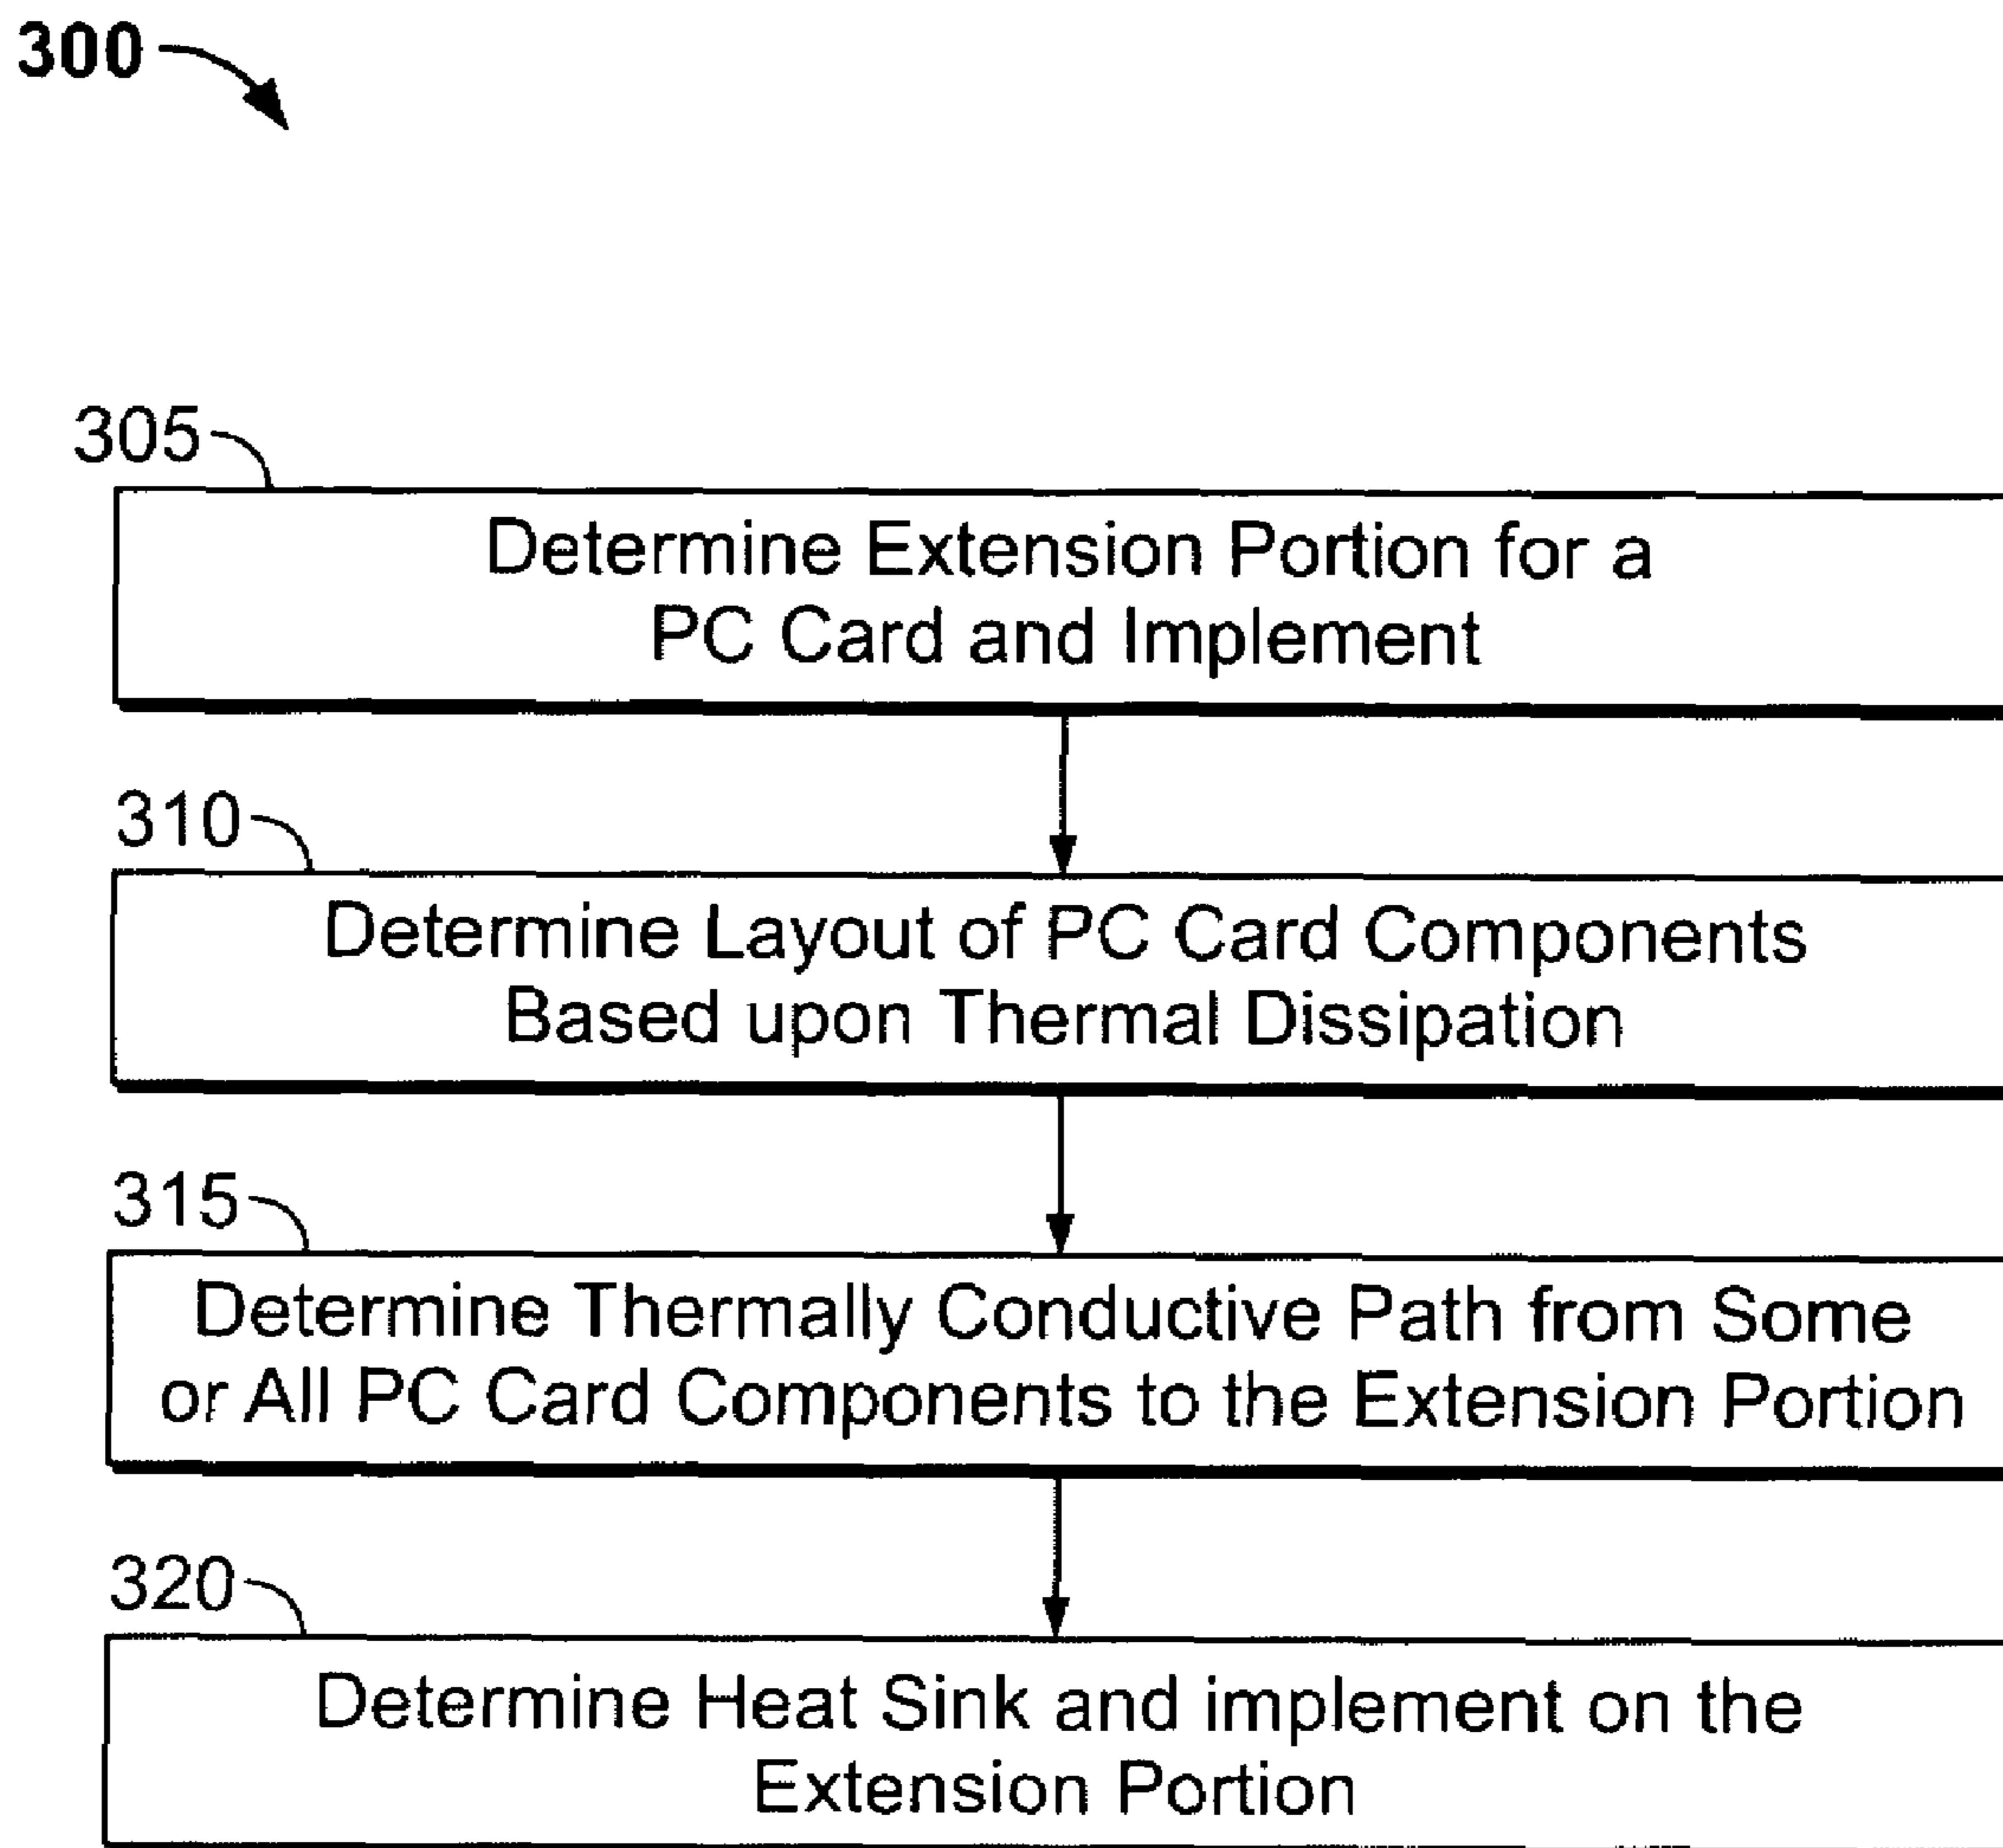 300
305
Determine Extension Portion for a
PC Card and Implement
310
Determine Layout of PC Card Components
Based upon Thermal Dissipation
315
Determine Thermally Conductive Path from Some
or All PC Card Components to the Extension Portion
320
Determine Heat Sink and implement on the
Extension Portion